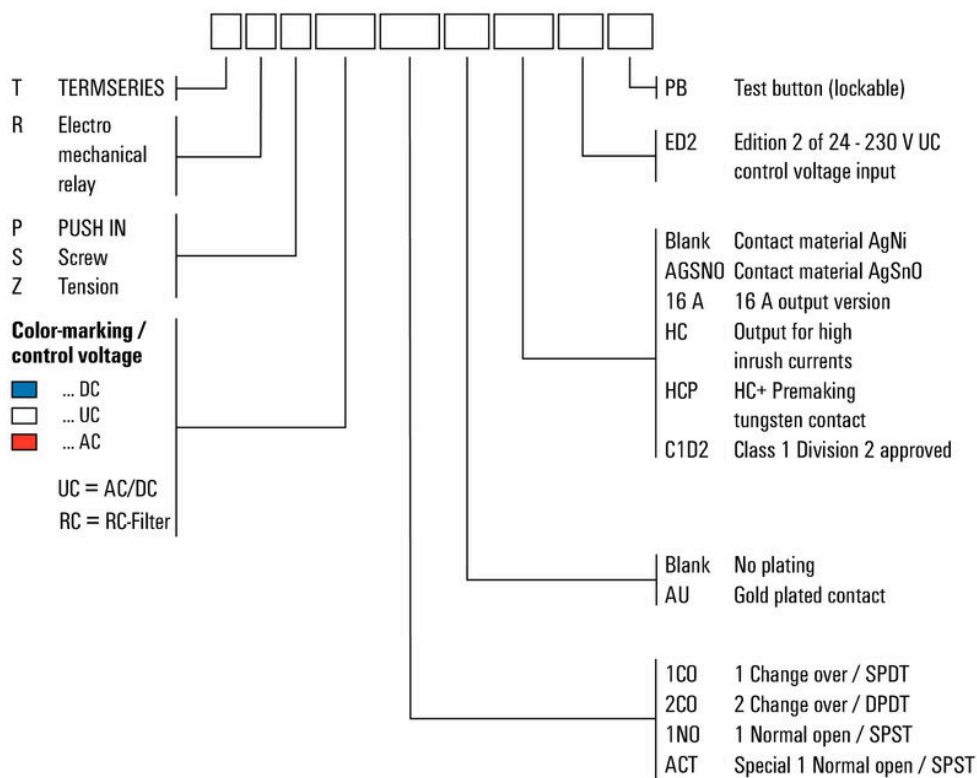 T TERMSERIES
R Electro
mechanical
relay
P PUSH IN
S Screw
Z Tension
Color-marking /
control voltage
... DC
... UC
... AC
UC = AC/DC
RC = RC-Filter
PB Test button (lockable)
ED2 Edition 2 of 24 - 230 V UC
control voltage input
Blank Contact material AgNi
AGSNO Contact material AgSnO
16 A 16 A output version
HC Output for high
inrush currents
HCP HC+ Premaking
tungsten contact
C1D2 Class 1 Division 2 approved
Blank No plating
AU Gold plated contact
1CO 1 Change over / SPDT
2CO 2 Change over / DPDT
1NO 1 Normal open / SPST
ACT Special 1 Normal open / SPST